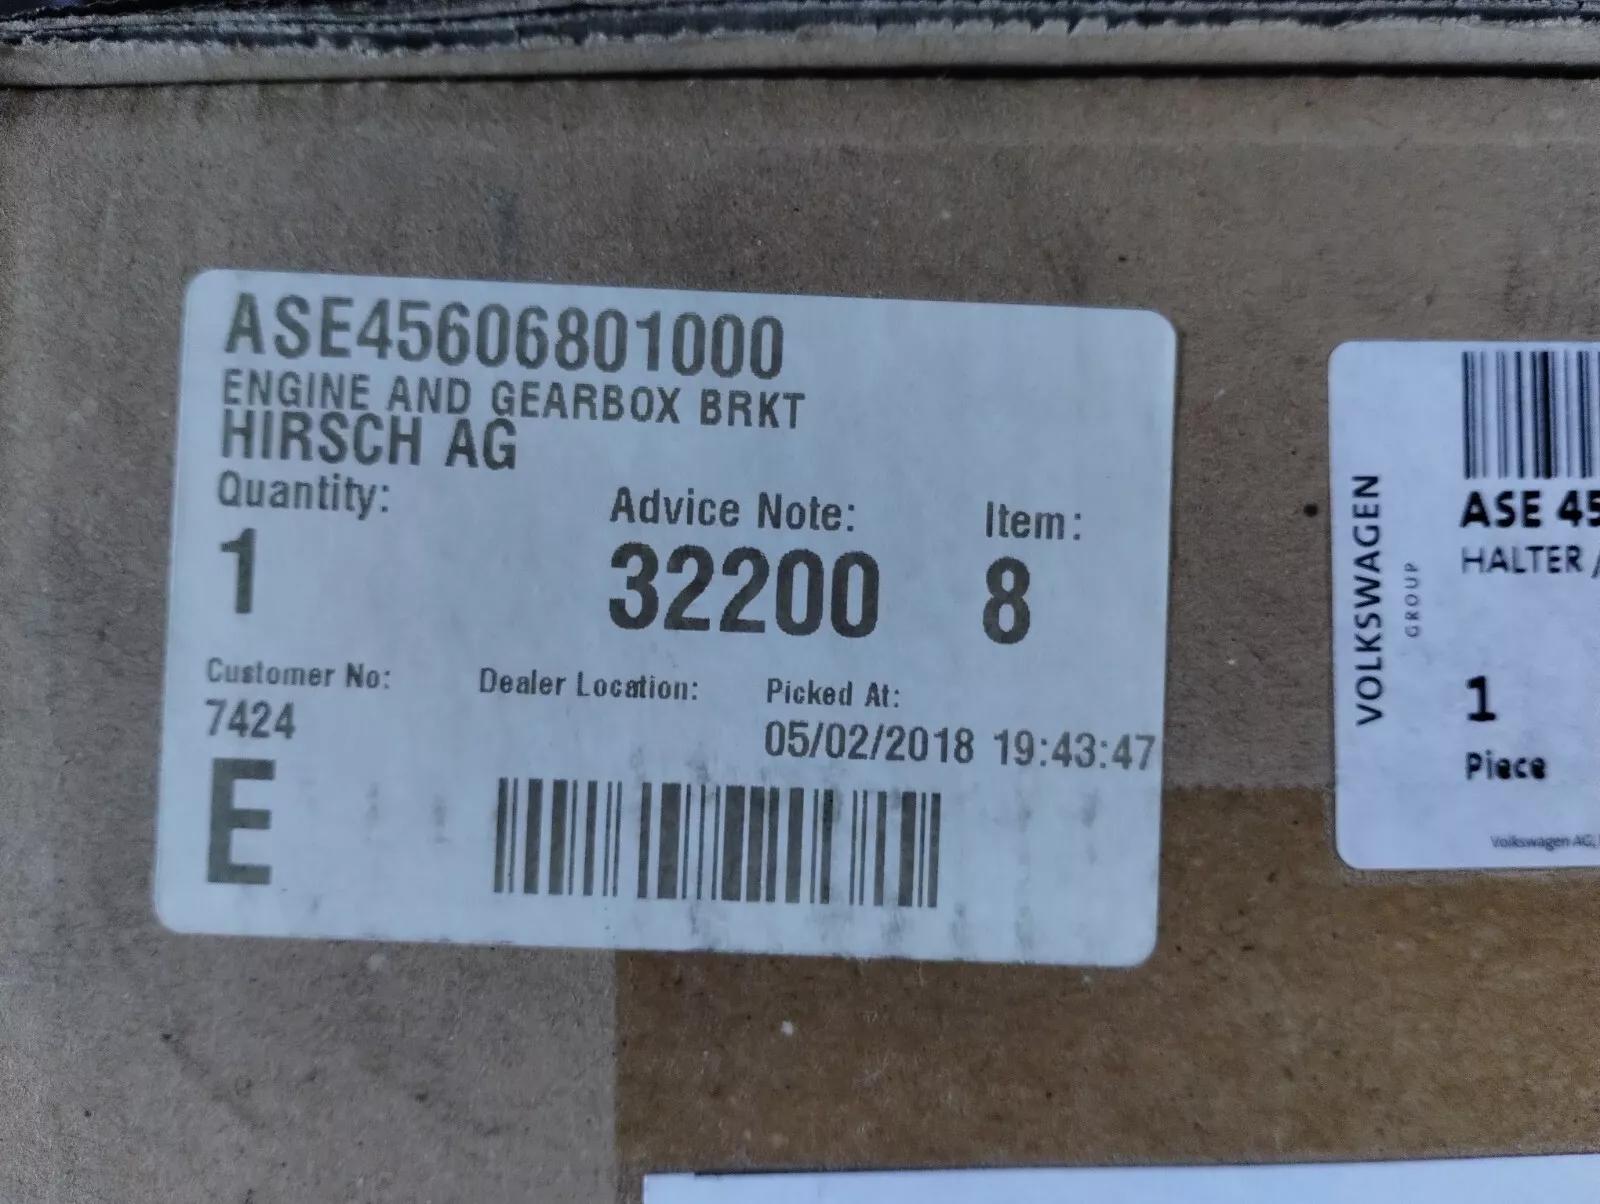 ASE45606801000
ENGINE AND GEARBOX BRKT
HIRSCH AG
Quantity: Advice Note: Item:
1 32200 8
Customer No: Dealer Location: Picked At:
7424 05/02/2018 19:43:47
E
VOLKSWAGEN
GROUP
ASE 45
HALTER /
1
Piece
Volkswagen AG,